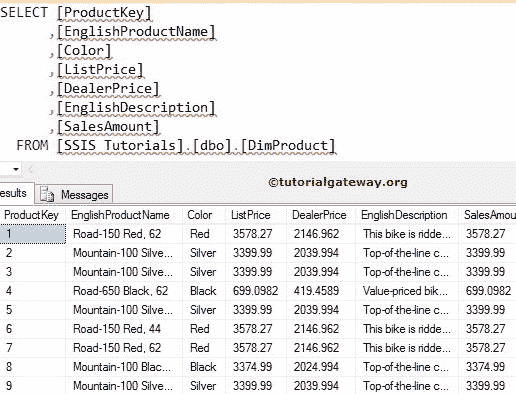 SELECT [ProductKey]
,[EnglishProductName]
,[Color]
,[ListPrice]
,[DealerPrice]
,[EnglishDescription]
,[SalesAmount]
FROM [SSIS Tutorials].[dbo].[DimProduct]
©tutorialgateway.org
esults Messages
ProductKey EnglishProductName Color ListPrice DealerPrice EnglishDescription SalesAmou
1 Road-150 Red, 62 Red 3578.27 2146.962 This bike is ridde... 3578.27
2 Mountain-100 Silve... Silver 3399.99 2039.994 Top-of-the-line c... 3399.99
3 Mountain-100 Silve... Silver 3399.99 2039.994 Top-of-the-line c... 3399.99
4 Road-650 Black, 62 Black 699.0982 419.4589 Value-priced bik... 699.0982
5 Mountain-100 Silve... Silver 3399.99 2039.994 Top-of-the-line c... 3399.99
6 Road-150 Red, 44 Red 3578.27 2146.962 This bike is ridde... 3578.27
7 Road-150 Red, 62 Red 3578.27 2146.962 This bike is ridde... 3578.27
8 Mountain-100 Blac... Black 3374.99 2024.994 Top-of-the-line c... 3374.99
9 Mountain-100 Silve... Silver 3399.99 2039.994 Top-of-the-line c... 3399.99